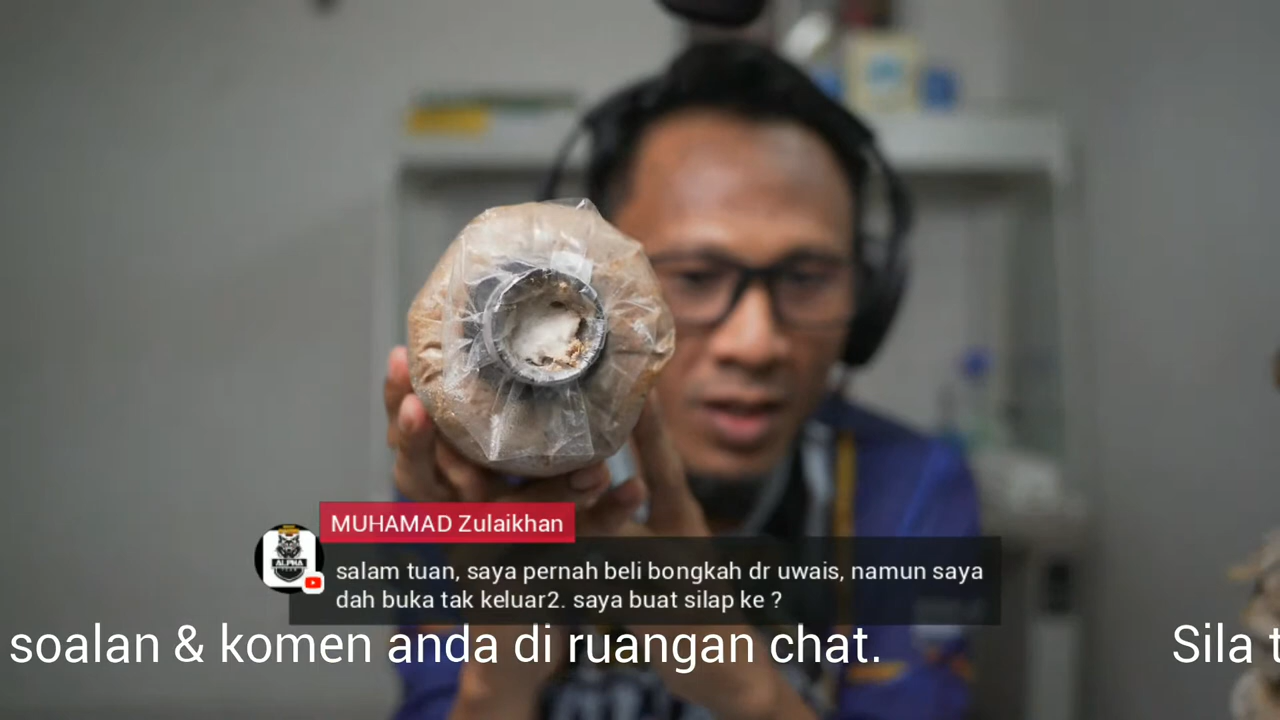 MUHAMAD Zulaikhan
ALPHA
salam tuan, saya pernah beli bongkah dr uwais, namun saya
dah buka tak keluar2. saya buat silap ke ?
soalan & komen anda di ruangan chat. Sila t